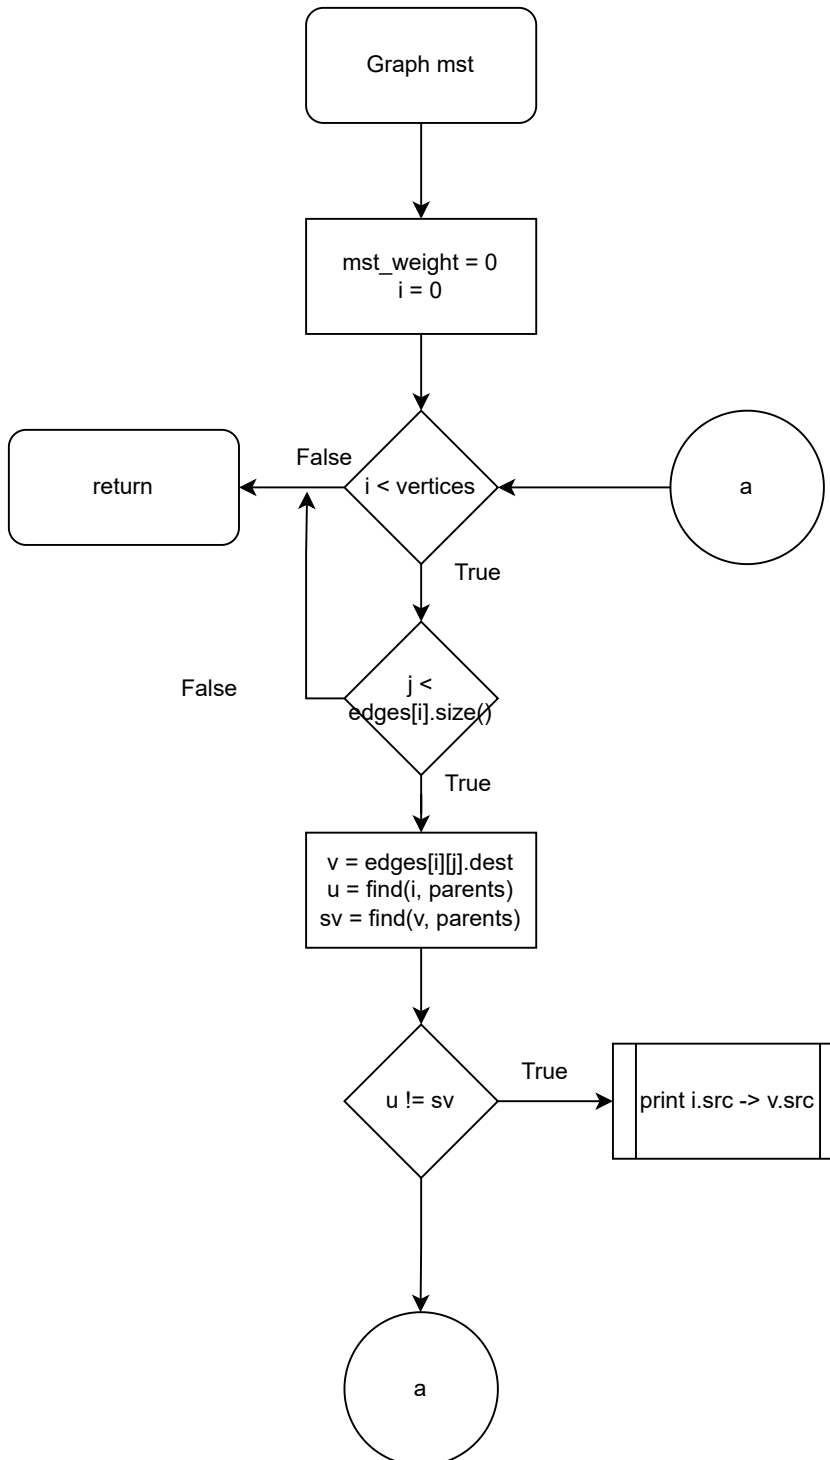 Graph mst
mst_weight = 0
i = 0
False
return
i < vertices
a
True
j <
edges[i].size()
False
True
v = edges[i][j].dest
u = find(i, parents)
sv = find(v, parents)
True
u != sv
print i.src -> v.src
a